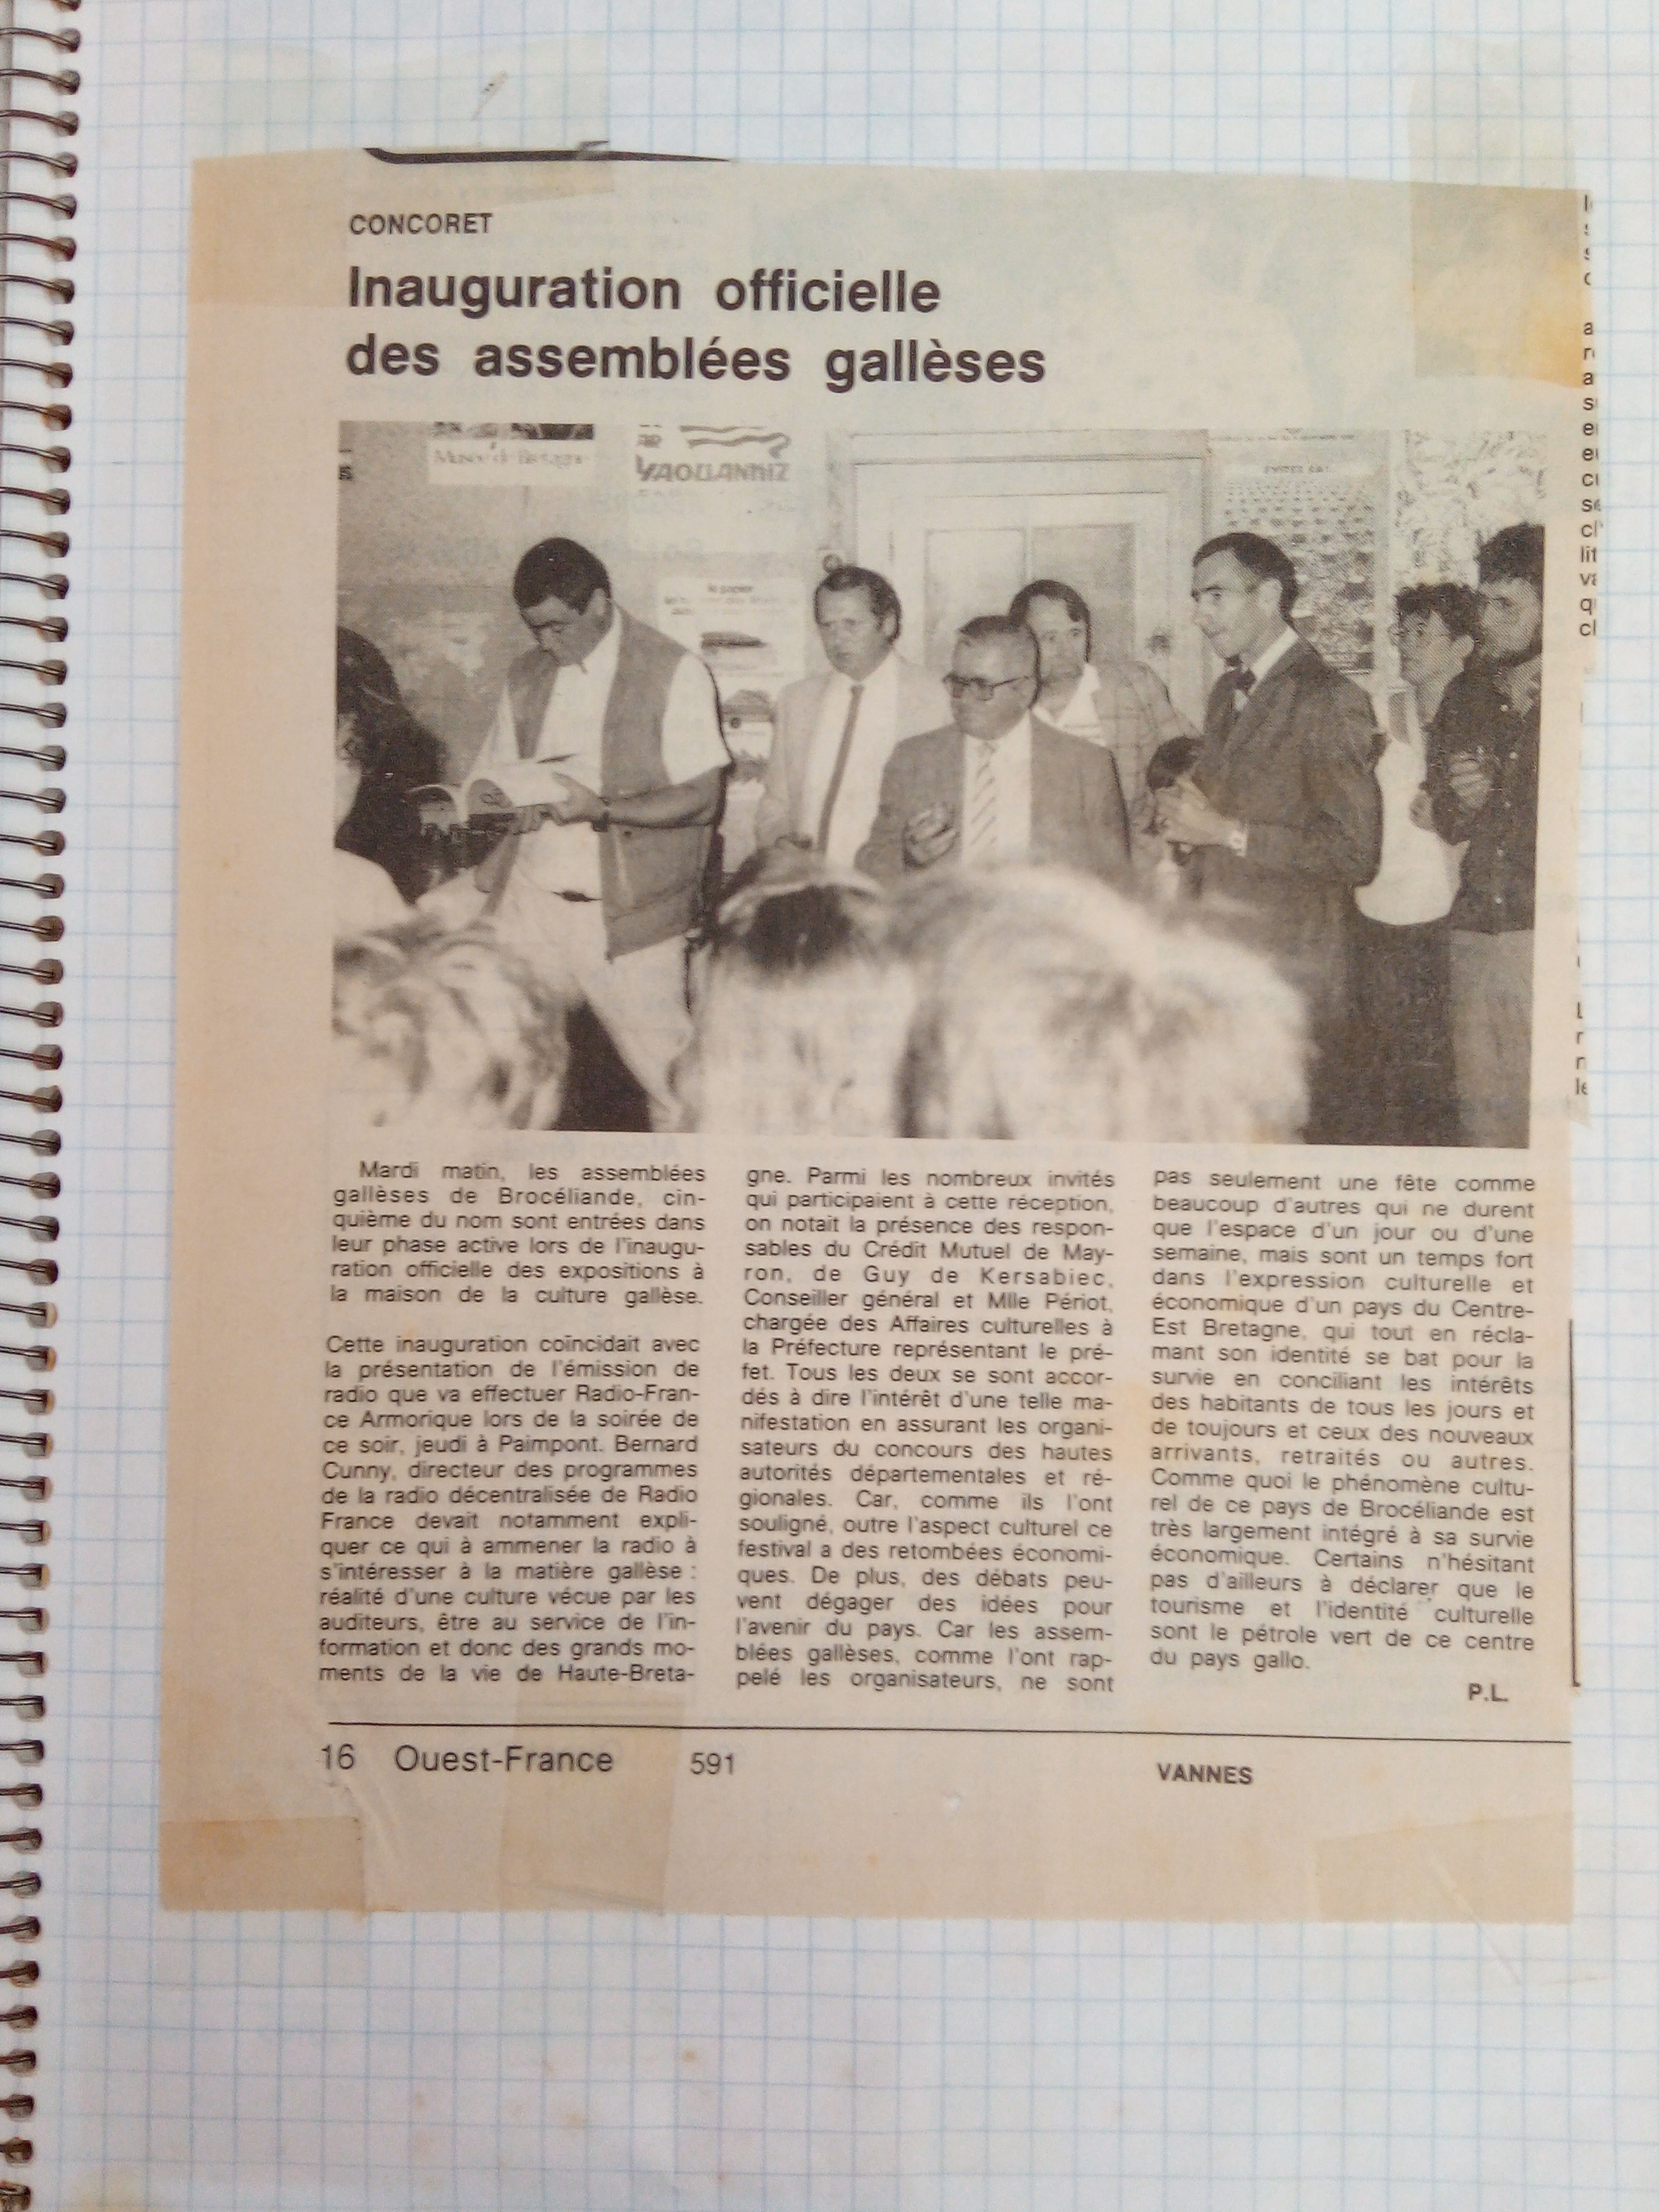 CONCORET
Inauguration officielle
des assemblées gallèses
Musée de Bretagne
Mardi matin, les assemblées
gallèses de Brocéliande, cin-
quième du nom sont entrées dans
leur phase active lors de l'inaugu-
ration officielle des expositions à
la maison de la culture gallèse.
Cette inauguration coïncidait avec
la présentation de l'émission de
radio que va effectuer Radio-Fran-
ce Armorique lors de la soirée de
ce soir, jeudi à Paimpont. Bernard
Cunny, directeur des programmes
de la radio décentralisée de Radio
France devait notamment expli-
quer ce qui à ammener la radio à
s'intéresser à la matière gallèse :
réalité d'une culture vécue par les
auditeurs, être au service de l'in-
formation et donc des grands mo-
ments de la vie de Haute-Breta-
gne. Parmi les nombreux invités
qui participaient à cette réception,
on notait la présence des respon-
sables du Crédit Mutuel de May-
ron, de Guy de Kersabiec,
Conseiller général et Mlle Périot,
chargée des Affaires culturelles à
la Préfecture représentant le pré-
fet. Tous les deux se sont accor-
dés à dire l'intérêt d'une telle ma-
nifestation en assurant les organi-
sateurs du concours des hautes
autorités départementales et ré-
gionales. Car, comme ils l'ont
souligné, outre l'aspect culturel ce
festival a des retombées économi-
ques. De plus, des débats peu-
vent dégager des idées pour
l'avenir du pays. Car les assem-
blées gallèses, comme l'ont rap-
pelé les organisateurs, ne sont
pas seulement une fête comme
beaucoup d'autres qui ne durent
que l'espace d'un jour ou d'une
semaine, mais sont un temps fort
dans l'expression culturelle et
économique d'un pays du Centre-
Est Bretagne, qui tout en récla-
mant son identité se bat pour la
survie en conciliant les intérêts
des habitants de tous les jours et
de toujours et ceux des nouveaux
arrivants, retraités ou autres.
Comme quoi le phénomène cultu-
rel de ce pays de Brocéliande est
très largement intégré à sa survie
économique. Certains n'hésitant
pas d'ailleurs à déclarer que le
tourisme et l'identité culturelle
sont le pétrole vert de ce centre
du pays gallo.
P.L.
16 Ouest-France 591 VANNES